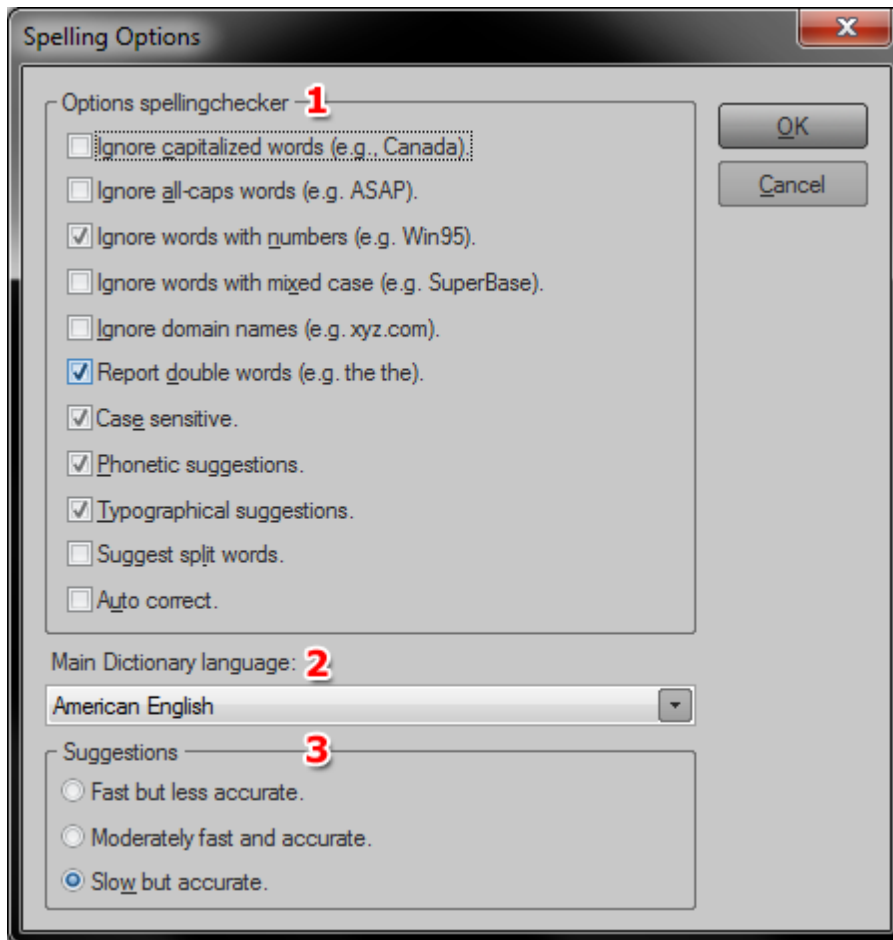 Spelling Options
Options spellingchecker 1
Ignore capitalized words (e.g., Canada).
Ignore all-caps words (e.g. ASAP).
Ignore words with numbers (e.g. Win95).
Ignore words with mixed case (e.g. SuperBase).
Ignore domain names (e.g. xyz.com).
Report double words (e.g. the the).
Case sensitive.
Phonetic suggestions.
Typographical suggestions.
Suggest split words.
Auto correct.
OK
Cancel
Main Dictionary language: 2
American English
Suggestions 3
Fast but less accurate.
Moderately fast and accurate.
Slow but accurate.